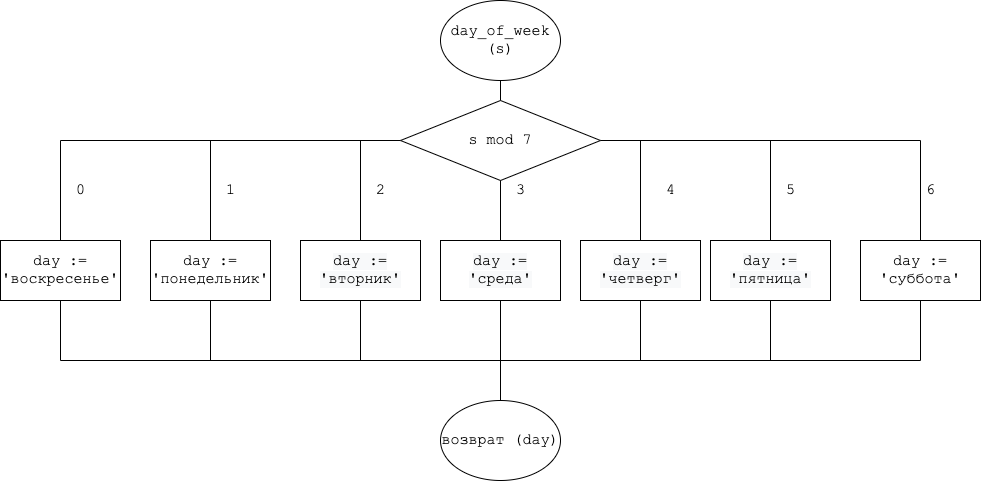 day_of_week
(s)
s mod 7
0
1
2
3
4
5
6
day :=
'воскресенье'
day :=
'понедельник'
day :=
'вторник'
day :=
'среда'
day :=
'четверг'
day :=
'пятница'
day :=
'суббота'
возврат (day)